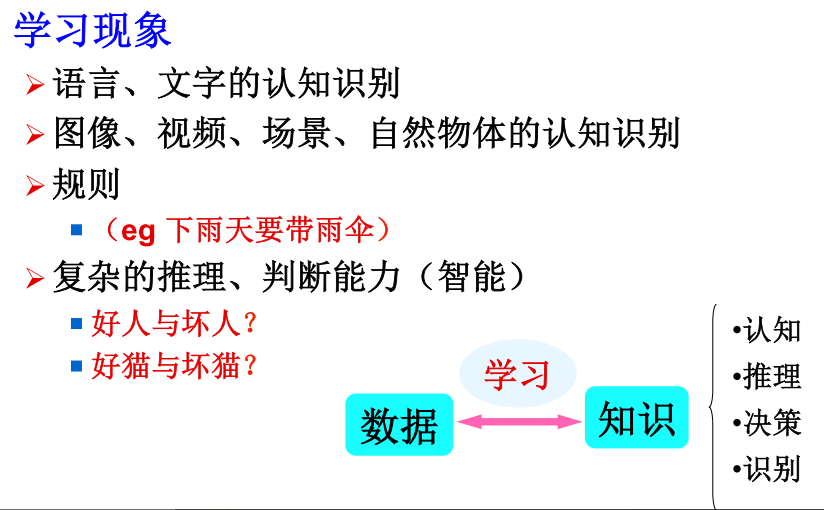 学习现象
语言、文字的认知识别
图像、视频、场景、自然物体的认知识别
规则
（eg 下雨天要带雨伞）
复杂的推理、判断能力（智能）
好人与坏人？
好猫与坏猫？
学习
数据
知识
•认知
•推理
•决策
•识别